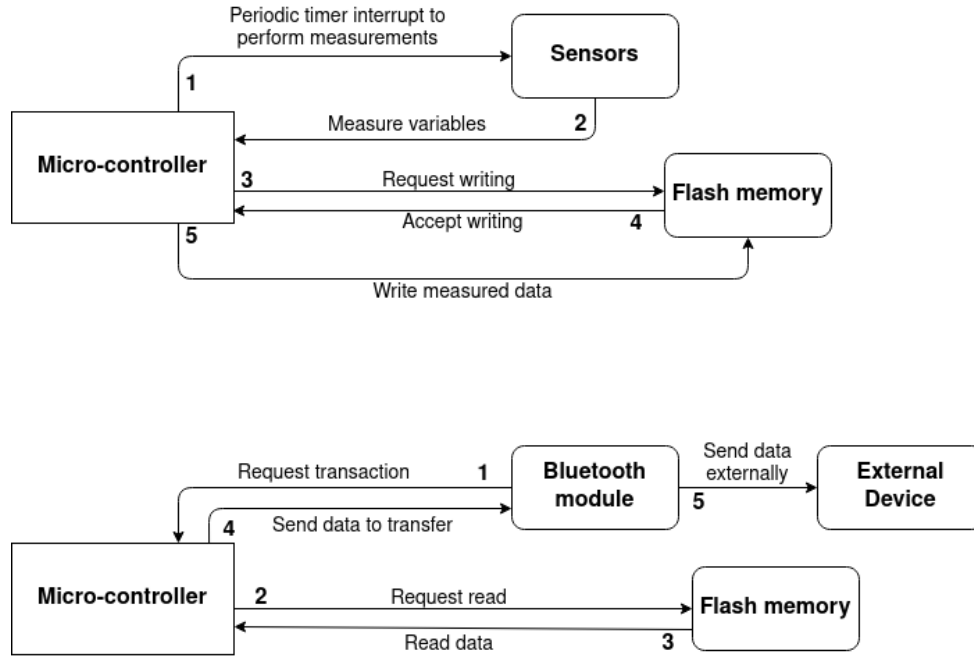 Periodic timer interrupt to
perform measurements
Sensors
1
Measure variables
2
Micro-controller
3
Request writing
Flash memory
Accept writing
4
5
Write measured data
Request transaction
1
Bluetooth
module
Send data
externally
5
External
Device
4
Send data to transfer
Micro-controller
2
Request read
Flash memory
Read data
3